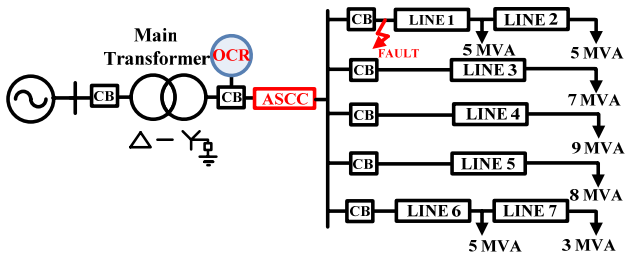 Main
Transformer
OCR
CB
CB
ASCC
CB
LINE 1
LINE 2
FAULT
5 MVA
5 MVA
CB
LINE 3
7 MVA
CB
LINE 4
9 MVA
CB
LINE 5
8 MVA
CB
LINE 6
LINE 7
5 MVA
3 MVA